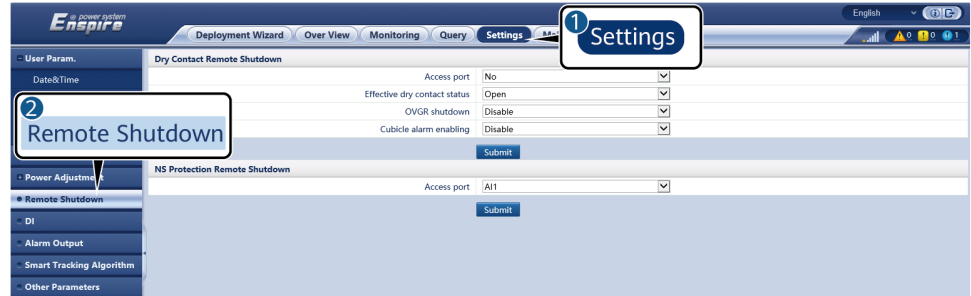 Enspire
e power system
English
Deployment Wizard
Over View
Monitoring
Query
Settings
1
Settings
0
0
1
User Param.
Date&Time
2
Remote Shutdown
Power Adjustment
Remote Shutdown
DI
Alarm Output
Smart Tracking Algorithm
Other Parameters
Dry Contact Remote Shutdown
Access port No
Effective dry contact status Open
OVGR shutdown Disable
Cubicle alarm enabling Disable
Submit
NS Protection Remote Shutdown
Access port AI1
Submit